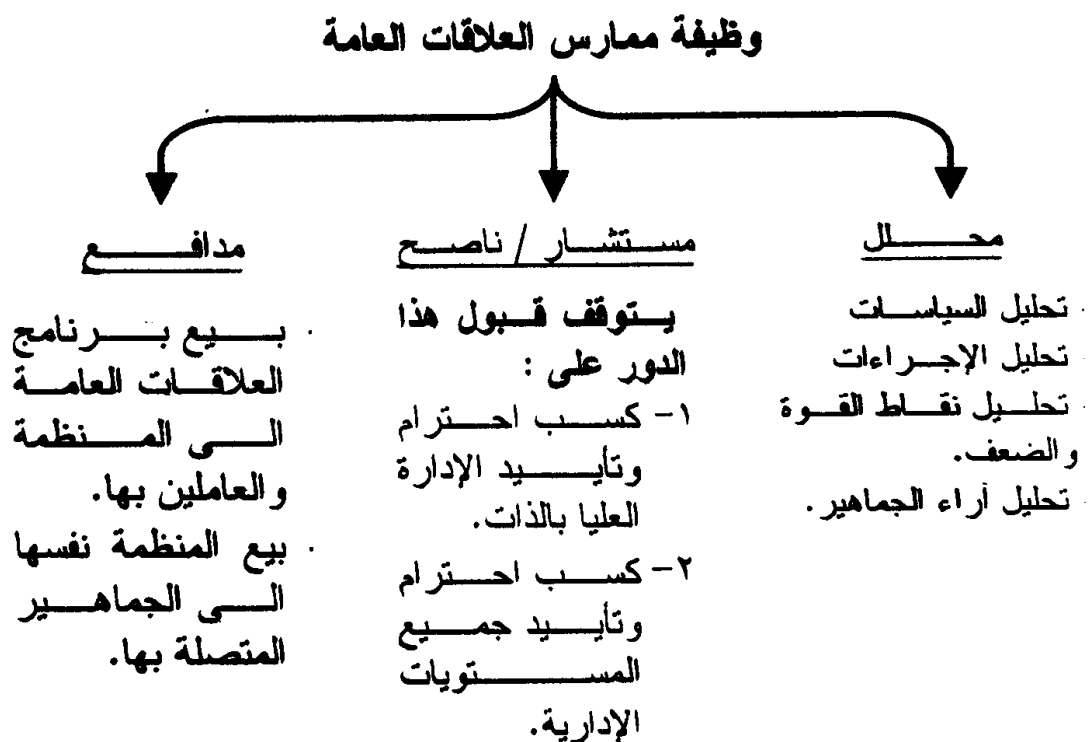 وظيفة ممارس العلاقات العامة
محلل
· تحليل السياسات
· تحليل الإجراءات
· تحليل نقاط القوة
والضعف.
· تحليل أراء الجماهير.
مستشار / ناصح
يتوقف قبول هذا
الدور على :
١- كسب احترام
وتأييد الإدارة
العليا بالذات.
٢- كسب احترام
وتأييد جميع
المستويات
الإدارية.
مدافع
· بيع برنامج
العلاقات العامة
الى المنظمة
والعاملين بها.
· بيع المنظمة نفسها
الى الجماهير
المتصلة بها.